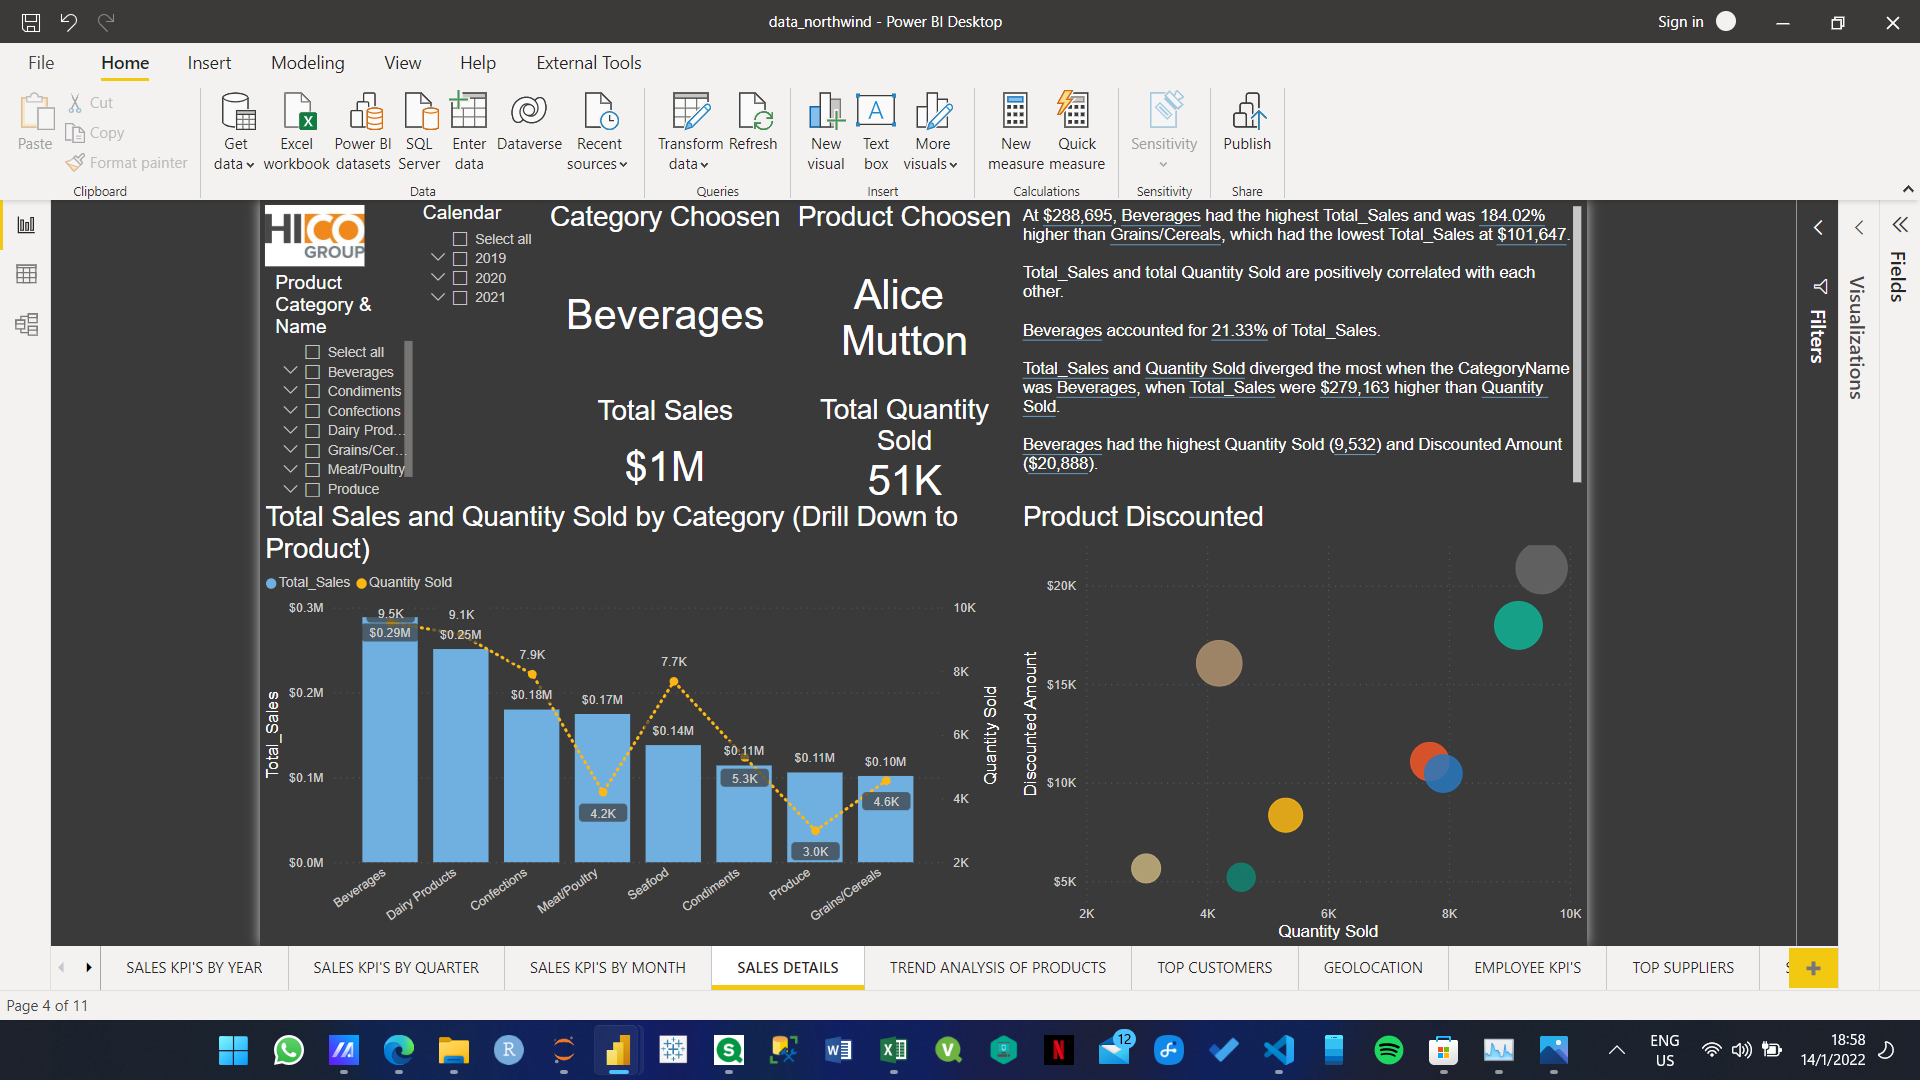 data_northwind - Power BI Desktop
Sign in
File Home Insert Modeling View Help External Tools
Paste
Cut
Copy
Format painter
Clipboard
Get data
Excel workbook
Power BI datasets
SQL Server
Enter data
Dataverse
Recent sources
Data
Transform data
Refresh
Queries
New visual
Text box
More visuals
Insert
New measure
Quick measure
Calculations
Sensitivity
Sensitivity
Publish
Share
HICO
GROUP
Calendar
Select all
2019
2020
2021
Product
Category &
Name
Select all
Beverages
Condiments
Confections
Dairy Prod...
Grains/Cer...
Meat/Poultry
Produce
Category Choosen
Beverages
Product Choosen
Alice
Mutton
Total Sales
$1M
Total Quantity
Sold
51K
At $288,695, Beverages had the highest Total_Sales and was 184.02%
higher than Grains/Cereals, which had the lowest Total_Sales at $101,647.
Total_Sales and total Quantity Sold are positively correlated with each
other.
Beverages accounted for 21.33% of Total_Sales.
Total_Sales and Quantity Sold diverged the most when the CategoryName
was Beverages, when Total_Sales were $279,163 higher than Quantity
Sold.
Beverages had the highest Quantity Sold (9,532) and Discounted Amount
($20,888).
Filters
Visualizations
Fields
Total Sales and Quantity Sold by Category (Drill Down to
Product)
Total_Sales Quantity Sold
Total_Sales
$0.3M
$0.2M
$0.1M
$0.0M
9.5K
$0.29M
9.1K
$0.25M
7.9K
$0.18M
$0.17M
4.2K
7.7K
$0.14M
$0.11M
5.3K
$0.11M
3.0K
$0.10M
4.6K
10K
8K
6K
4K
2K
Quantity Sold
Beverages
Dairy Products
Confections
Meat/Poultry
Seafood
Condiments
Produce
Grains/Cereals
Product Discounted
Discounted Amount
$20K
$15K
$10K
$5K
2K 4K 6K 8K 10K
Quantity Sold
SALES KPI'S BY YEAR SALES KPI'S BY QUARTER SALES KPI'S BY MONTH SALES DETAILS TREND ANALYSIS OF PRODUCTS TOP CUSTOMERS GEOLOCATION EMPLOYEE KPI'S TOP SUPPLIERS
Page 4 of 11
12
ENG
US
18:58
14/1/2022